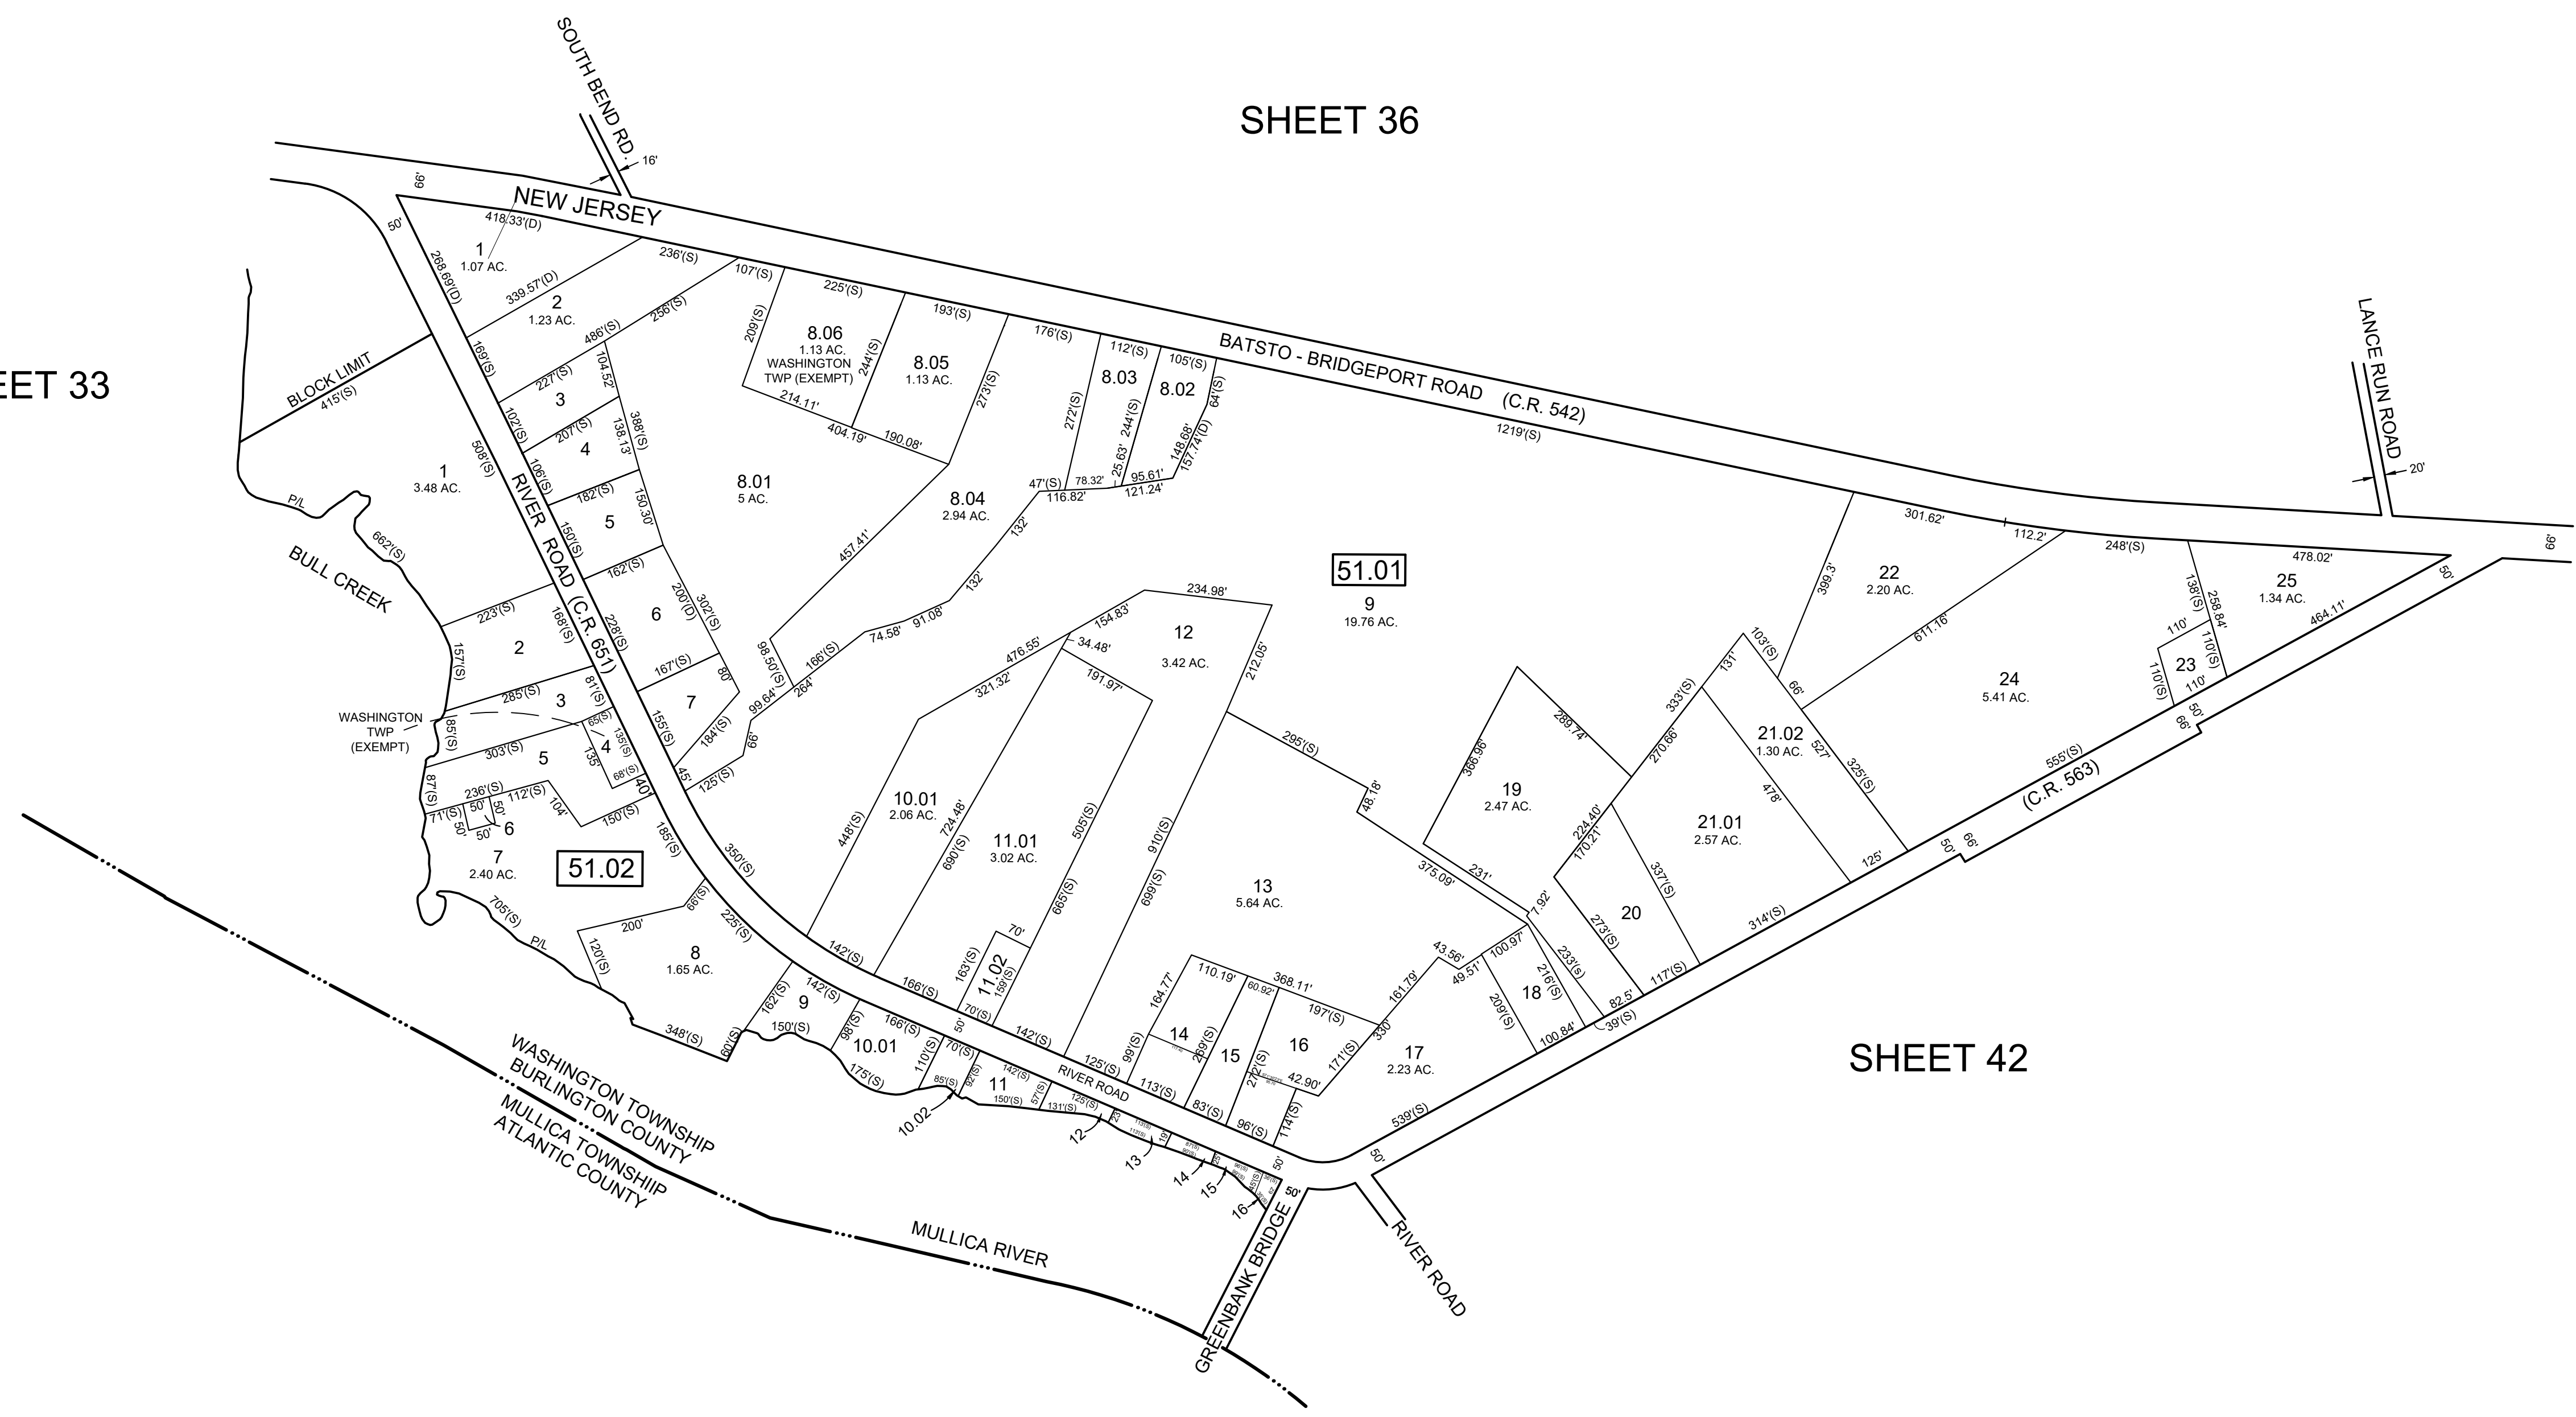 SHEET 36
EET 33
SHEET 42
SOUTH BEND RD.
16'
66'
NEW JERSEY
BATSTO - BRIDGEPORT ROAD (C.R. 542)
LANCE RUN ROAD
20'
66'
50'
418.33'(D)
1
1.07 AC.
268.69'(D)
339.57'(D)
2
1.23 AC.
236'(S)
169'(S)
486'(S)
256'(S)
107'(S)
227'(S)
104.52'
3
102'(S)
207'(S)
388'(S)
138.13'
4
106'(S)
182'(S)
150.30'
5
150'(S)
162'(S)
200'(D)
302'(S)
6
228'(S)
167'(S)
80'
7
155'(S)
184'(S)
45'
8.01
5 AC.
209'(S)
225'(S)
8.06
1.13 AC.
WASHINGTON
TWP (EXEMPT)
244'(S)
214.11'
404.19'
190.08'
193'(S)
8.05
1.13 AC.
273'(S)
176'(S)
8.04
2.94 AC.
457.41'
98.50'(S)
272'(S)
112'(S)
8.03
244'(S)
25.63'
105'(S)
8.02
64'(S)
148.68'
157.74'(D)
47'(S)
78.32'
95.61'
116.82'
121.24'
132'
132'
91.08'
74.58'
166'(S)
264'
99.64'
66'
125'(S)
1219'(S)
51.01
9
19.76 AC.
234.98'
154.83'
476.55'
34.48'
321.32'
191.97'
12
3.42 AC.
212.05'
10.01
2.06 AC.
448'(S)
724.48'
690'(S)
11.01
3.02 AC.
505'(S)
665'(S)
910'(S)
699'(S)
295'(S)
48.18'
375.09'
13
5.64 AC.
350'(S)
142'(S)
166'(S)
163'(S)
70'
11.02
159'(S)
70'(S)
142'(S)
125'(S)
50'
RIVER ROAD
19
2.47 AC.
366.96'
289.74'
231'
7.92'
22
2.20 AC.
301.62'
112.2'
399.3'
611.16'
248'(S)
478.02'
25
1.34 AC.
138'(S)
258.84'
110'
110'(S)
110'(S)
23
110'
464.11'
50'
24
5.41 AC.
103'(S)
131'
66'
333'(S)
270.66'
21.02
1.30 AC.
527'
325'(S)
478'
21.01
2.57 AC.
224.40'
170.21'
337'(S)
20
273'(S)
233'(s)
216'(S)
18
209'(S)
100.84'
39'(S)
82.5'
117'(S)
314'(S)
125'
555'(S)
(C.R. 563)
50'
66'
50'
66'
100.97'
49.51'
43.56'
161.79'
330'
171'(S)
17
2.23 AC.
539'(S)
110.19'
368.11'
60.92'
197'(S)
164.77'
14
99'(S)
269'(S)
113'(S)
15
83'(S)
272'(S)
16
42.90'
114'(S)
96'(S)
50'
50'
50'
GREENBANK BRIDGE
RIVER ROAD
BLOCK LIMIT
415'(S)
1
3.48 AC.
508'(S)
RIVER ROAD (C.R. 651)
P/L
662'(S)
BULL CREEK
223'(S)
168'(S)
157'(S)
2
285'(S)
81'(S)
3
WASHINGTON
TWP
(EXEMPT)
85'(S)
65(S)
4
135'(S)
135'
68'(S)
303'(S)
5
87'(S)
40'
236'(S)
112'(S)
104'
150'(S)
71'(S)
50'
50'
50'
50'
6
7
2.40 AC.
51.02
185'(S)
66'(S)
225'(S)
705'(S)
P/L
200'
120'(S)
8
1.65 AC.
348'(S)
60'(S)
162'(S)
142'(S)
9
150'(S)
98'(S)
166'(S)
10.01
175'(S)
110'(S)
70'(S)
85'(S)
92'(S)
10.02
142'(S)
11
150'(S)
57'(S)
125'(S)
131'(S)
12
23'
113'(S)
113'(S)
19'
13
14
25'
15
45'(S)
16
WASHINGTON TOWNSHIP
BURLINGTON COUNTY
MULLICA TOWNSHIIP
ATLANTIC COUNTY
MULLICA RIVER